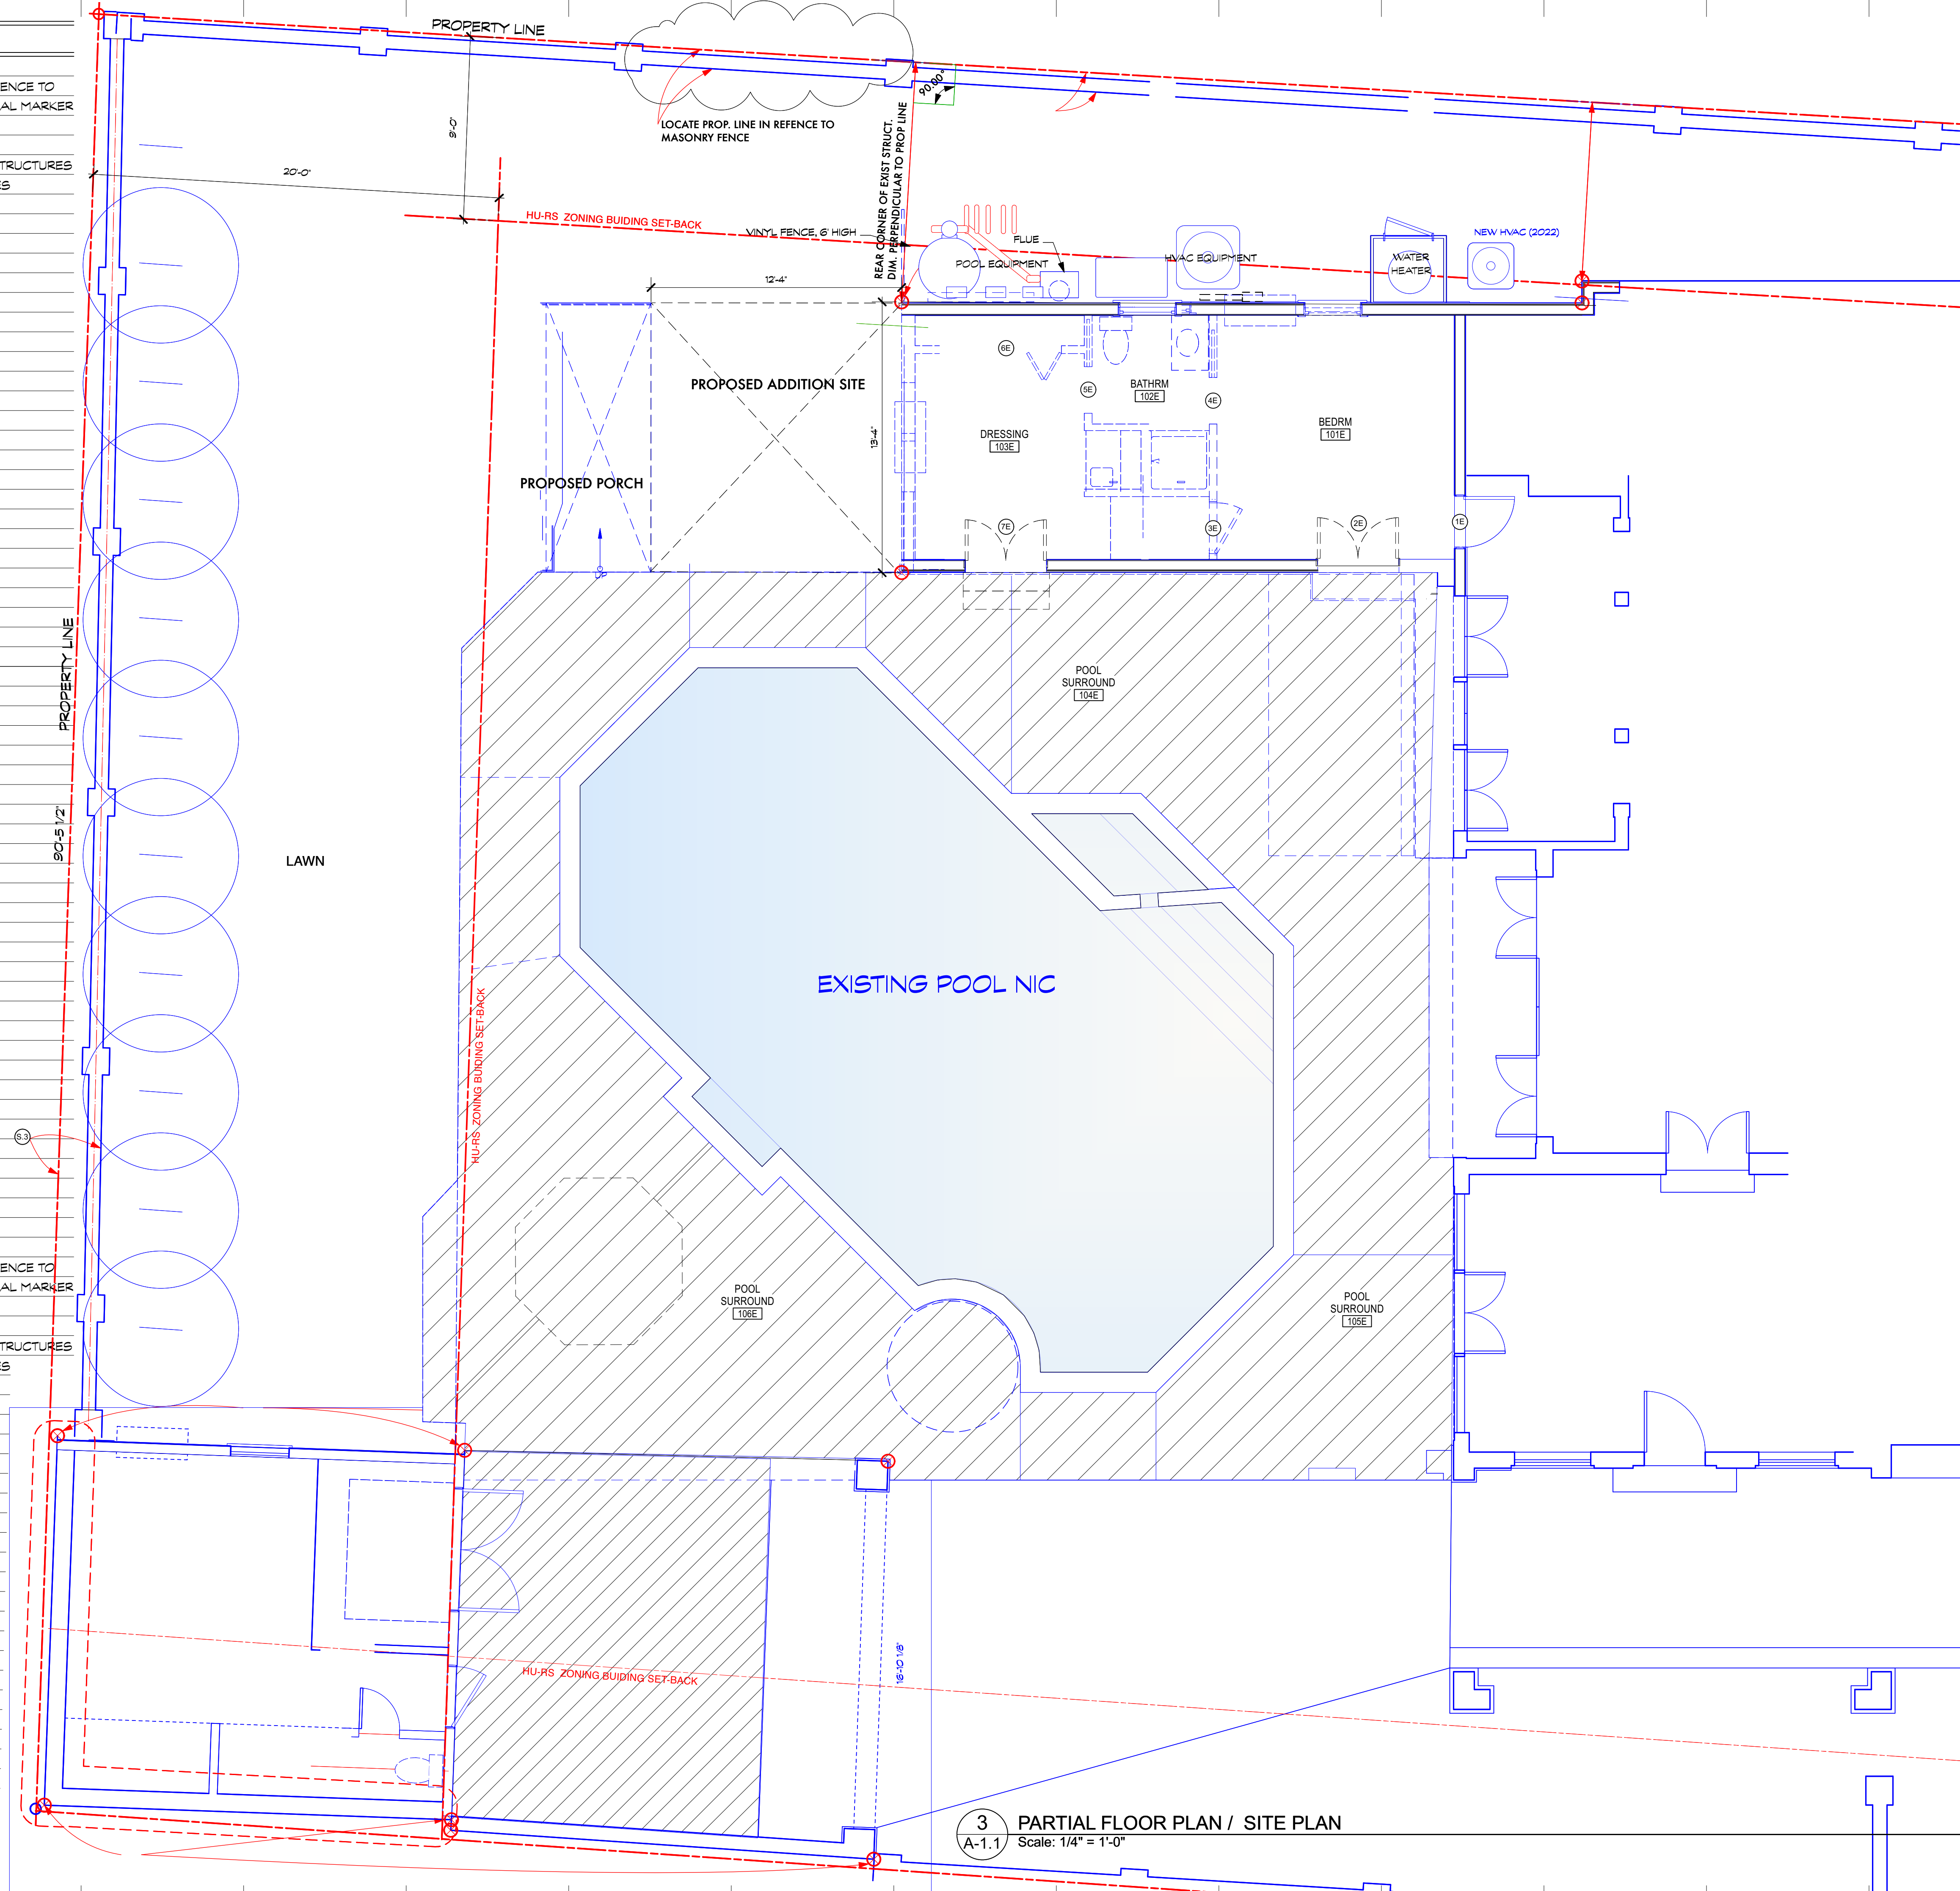 PROPERTY LINE
ENCE TO
AL MARKER
90.00°
LOCATE PROP. LINE IN REFENCE TO
MASONRY FENCE
9'-0"
REAR CORNER OF EXIST STRUCT.
DIM. PERPENDICULAR TO PROP LINE
TRUCTURES
ES
20'-0"
HU-RS ZONING BUIDING SET-BACK
VINYL FENCE, 6' HIGH
FLUE
POOL EQUIPMENT
HVAC EQUIPMENT
WATER
HEATER
NEW HVAC (2022)
12'-4"
13'-4"
6E
5E
4E
PROPOSED ADDITION SITE
BATHRM
102E
BEDRM
101E
DRESSING
103E
PROPOSED PORCH
7E
3E
2E
1E
UP
PROPERTY LINE
90'-5 1/2"
POOL
SURROUND
104E
LAWN
EXISTING POOL NIC
HU-RS ZONING BUIDING SET-BACK
S.3
ENCE TO
AL MARKER
POOL
SURROUND
106E
POOL
SURROUND
105E
TRUCTURES
ES
16'-10 1/8"
HU-RS ZONING BUIDING SET-BACK
3
A-1.1
PARTIAL FLOOR PLAN / SITE PLAN
Scale: 1/4" = 1'-0"